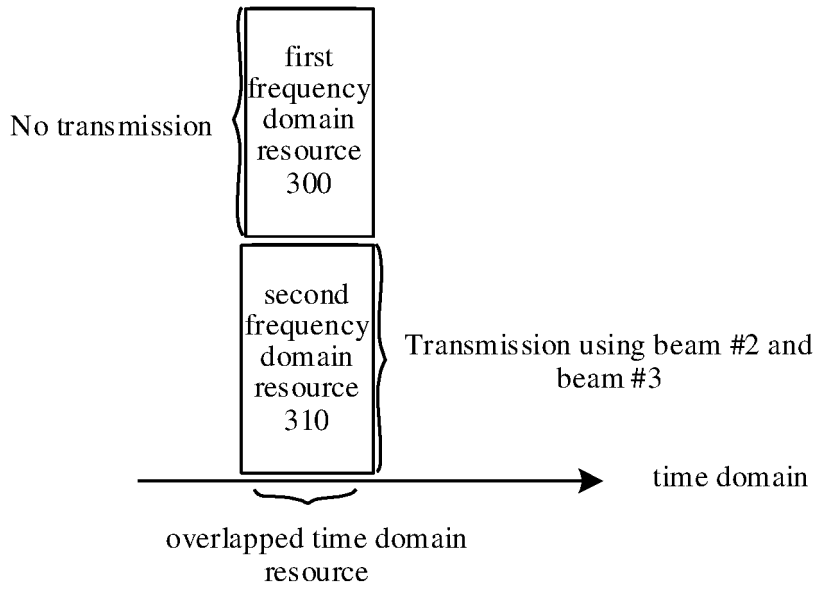 first
frequency
domain
resource
300
No transmission
second
frequency
domain
resource
310
Transmission using beam #2 and
beam #3
time domain
overlapped time domain
resource